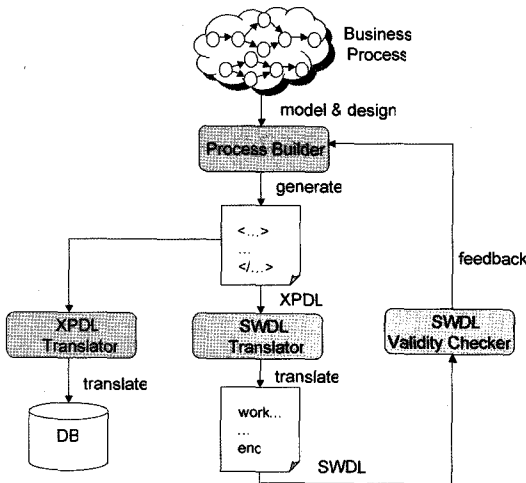 Business
Process
model & design
Process Builder
generate
<...>
...
</...>
feedback
XPDL
XPDL
Translator
SWDL
Translator
SWDL
Validity Checker
translate
translate
DB
work...
...
enc
SWDL